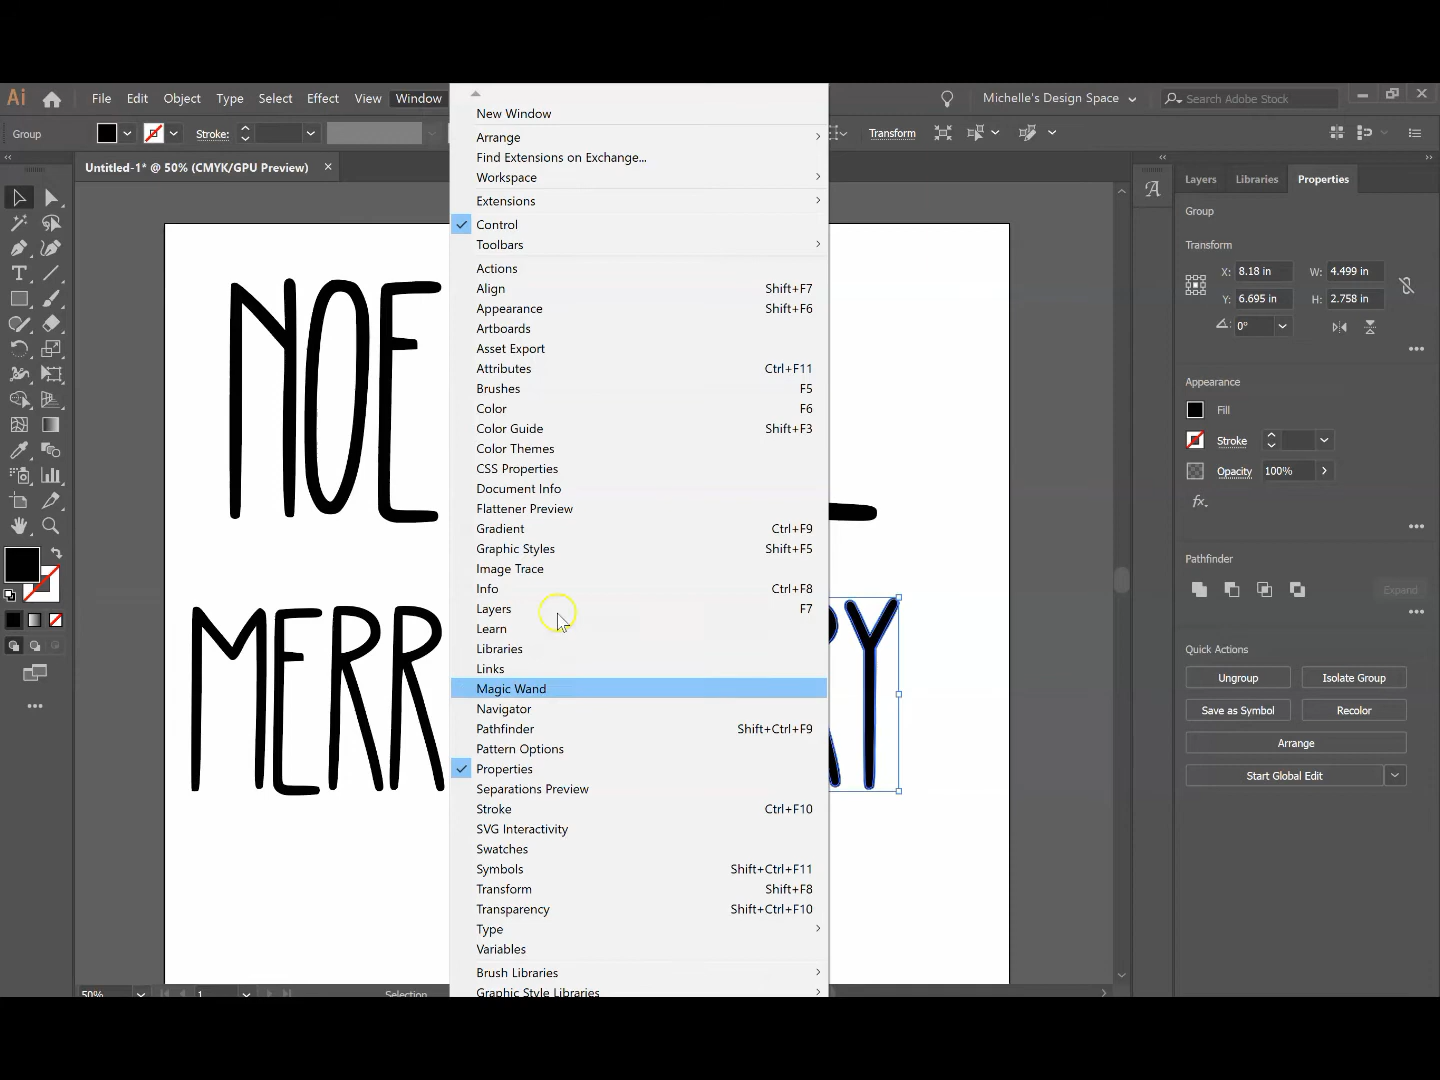 Ai File Edit Object Type Select Effect View Window Michelle's Design Space Search Adobe Stock
Group Stroke: Transform
Untitled-1* @ 50% (CMYK/GPU Preview) ×
New Window
Arrange
Find Extensions on Exchange...
Workspace
Extensions
Control
Toolbars
Actions
Align Shift+F7
Appearance Shift+F6
Artboards
Asset Export
Attributes Ctrl+F11
Brushes F5
Color F6
Color Guide Shift+F3
Color Themes
CSS Properties
Document Info
Flattener Preview
Gradient Ctrl+F9
Graphic Styles Shift+F5
Image Trace
Info Ctrl+F8
Layers F7
Learn
Libraries
Links
Magic Wand
Navigator
Pathfinder Shift+Ctrl+F9
Pattern Options
Properties
Separations Preview
Stroke Ctrl+F10
SVG Interactivity
Swatches
Symbols Shift+Ctrl+F11
Transform Shift+F8
Transparency Shift+Ctrl+F10
Type
Variables
Brush Libraries
Graphic Style Libraries
NOE
MERR
RY
Layers Libraries Properties
Group
Transform
X: 8.18 in W: 4.499 in
Y: 6.695 in H: 2.758 in
0°
Appearance
Fill
Stroke
Opacity 100%
fx.
Pathfinder
Expand
Quick Actions
Ungroup Isolate Group
Save as Symbol Recolor
Arrange
Start Global Edit
50% 1 Selection